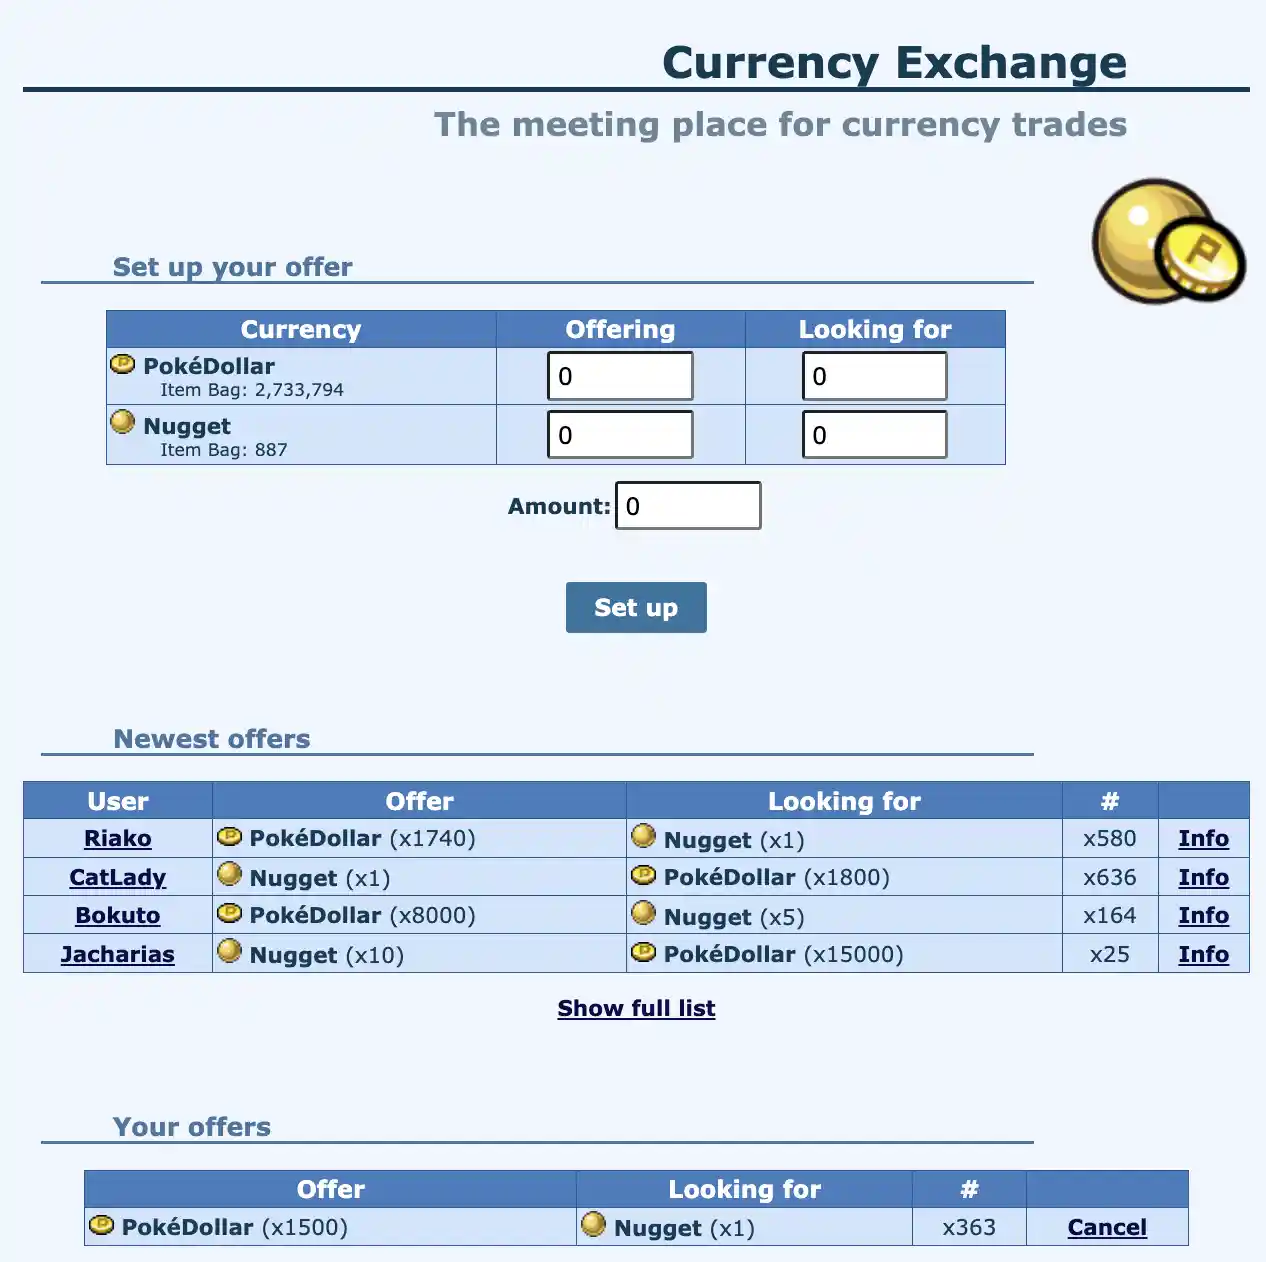 Currency Exchange
The meeting place for currency trades
Set up your offer
Currency Offering Looking for
PokéDollar 0 0
Item Bag: 2,733,794
Nugget 0 0
Item Bag: 887
Amount: 0
Set up
Newest offers
User Offer Looking for #
Riako PokéDollar (x1740) Nugget (x1) x580 Info
CatLady Nugget (x1) PokéDollar (x1800) x636 Info
Bokuto PokéDollar (x8000) Nugget (x5) x164 Info
Jacharias Nugget (x10) PokéDollar (x15000) x25 Info
Show full list
Your offers
Offer Looking for #
PokéDollar (x1500) Nugget (x1) x363 Cancel